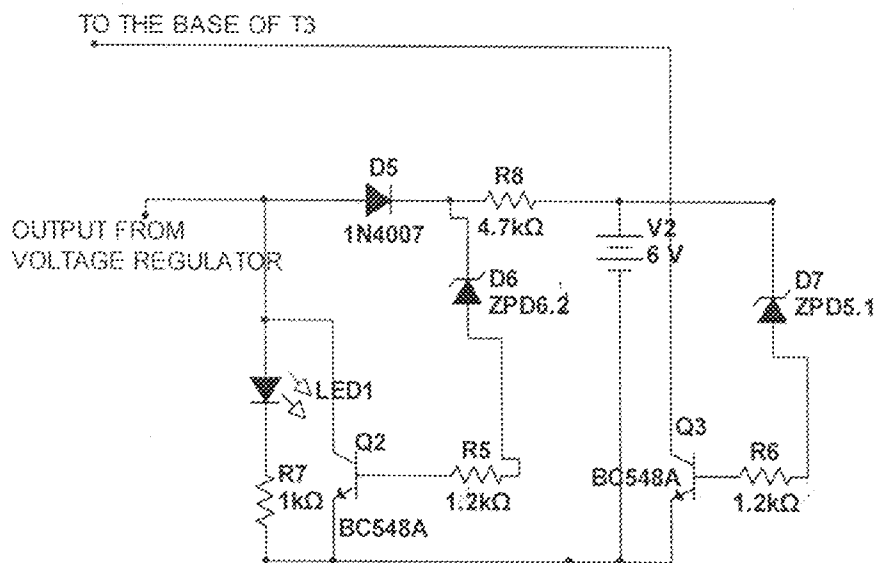 TO THE BASE OF T3
D5
R8
OUTPUT FROM
VOLTAGE REGULATOR
1N4007
4.7kΩ
V2
6 V
D6
ZPD6.2
D7
ZPD5.1
LED1
Q2
R5
Q3
R6
R7
1kΩ
1.2kΩ
BC548A
1.2kΩ
BC548A